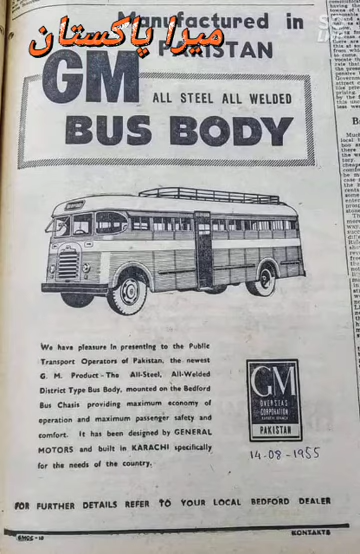 Manufactured in
میرا پاکستان
PAKISTAN
GM
ALL STEEL ALL WELDED
BUS BODY
We have pleasure in presenting to the Public
Transport Operators of Pakistan, the newest
G. M. Product - The All-Steel, All-Welded
District Type Bus Body, mounted on the Bedford
Bus Chasis providing maximum economy of
operation and maximum passenger safety and
comfort. It has been designed by GENERAL
MOTORS and built in KARACHI specifically
for the needs of the country.
GM
OVERSEAS
CORPORATION
KARACHI BRANCH
PAKISTAN
14-08-1955
FOR FURTHER DETAILS REFER TO YOUR LOCAL BEDFORD DEALER
KONTAKTS